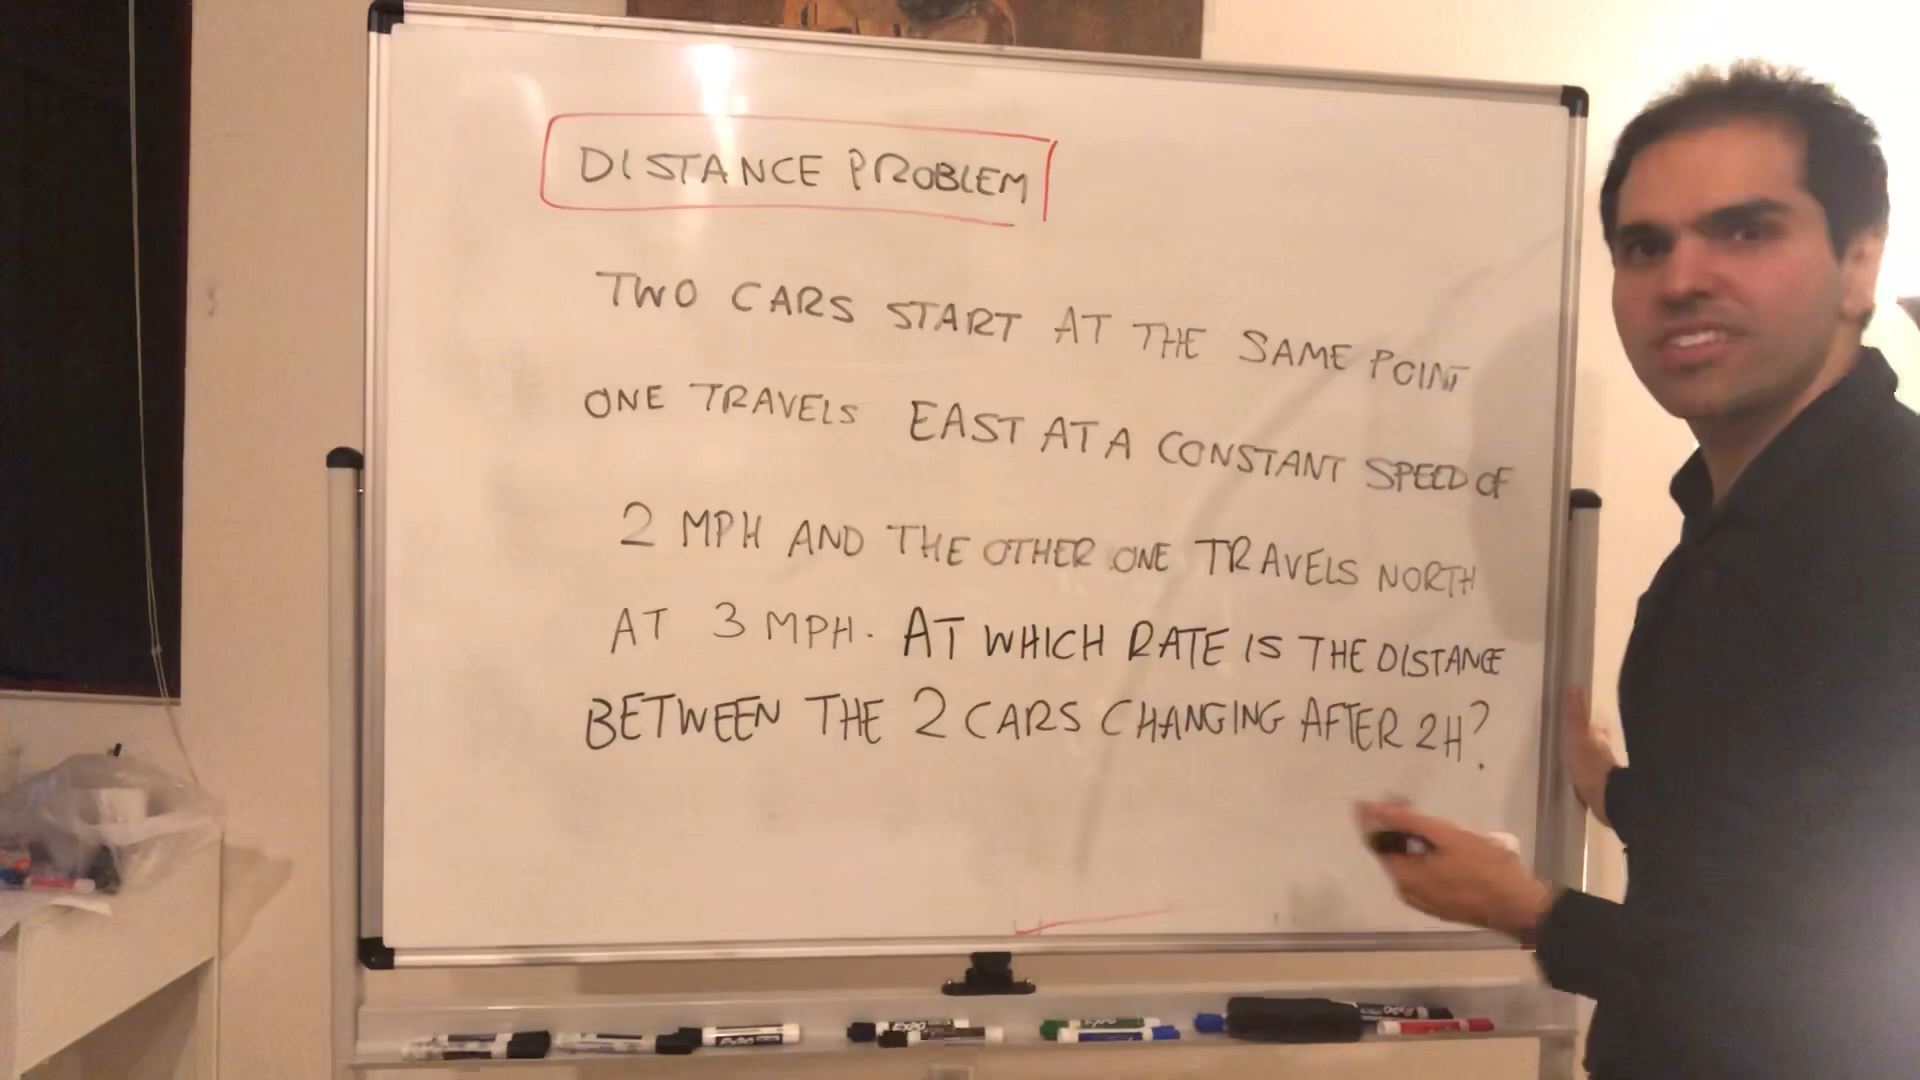 DISTANCE PROBLEM
TWO CARS START AT THE SAME POINT
ONE TRAVELS EAST AT A CONSTANT SPEED OF
2 MPH AND THE OTHER ONE TRAVELS NORTH
AT 3 MPH. AT WHICH RATE IS THE DISTANCE
BETWEEN THE 2 CARS CHANGING AFTER 2H?
EXPO